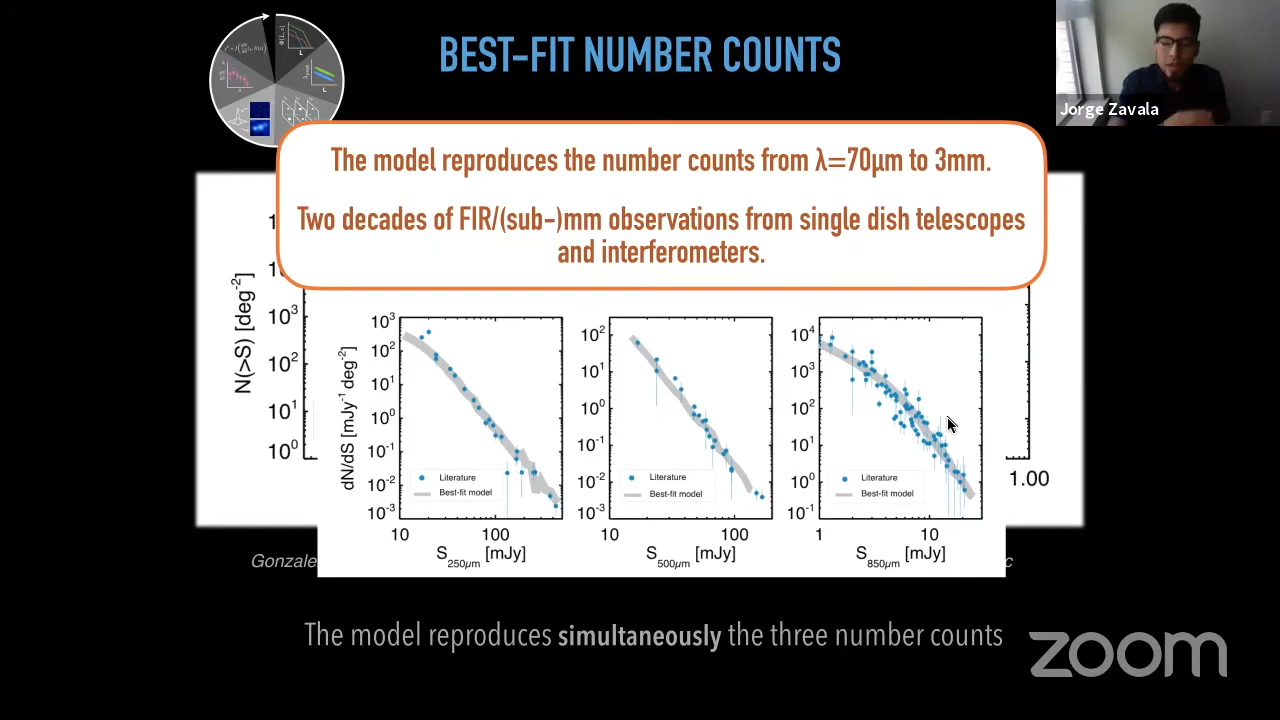 BEST-FIT NUMBER COUNTS
Jorge Zavala
The model reproduces the number counts from λ=70μm to 3mm.
Two decades of FIR/(sub-)mm observations from single dish telescopes
and interferometers.
N(>S) [deg⁻²]
10³
10²
10¹
10⁰
1.00
dN/dS [mJy⁻¹ deg⁻²]
10³
10²
10¹
10⁰
10⁻¹
10⁻²
10⁻³
Literature
Best-fit model
10 100
S250μm [mJy]
10²
10¹
10⁰
10⁻¹
10⁻²
10⁻³
Literature
Best-fit model
10 100
S500μm [mJy]
10⁴
10³
10²
10¹
10⁰
10⁻¹
Literature
Best-fit model
1 10
S850μm [mJy]
Gonzale
The model reproduces simultaneously the three number counts
zoom